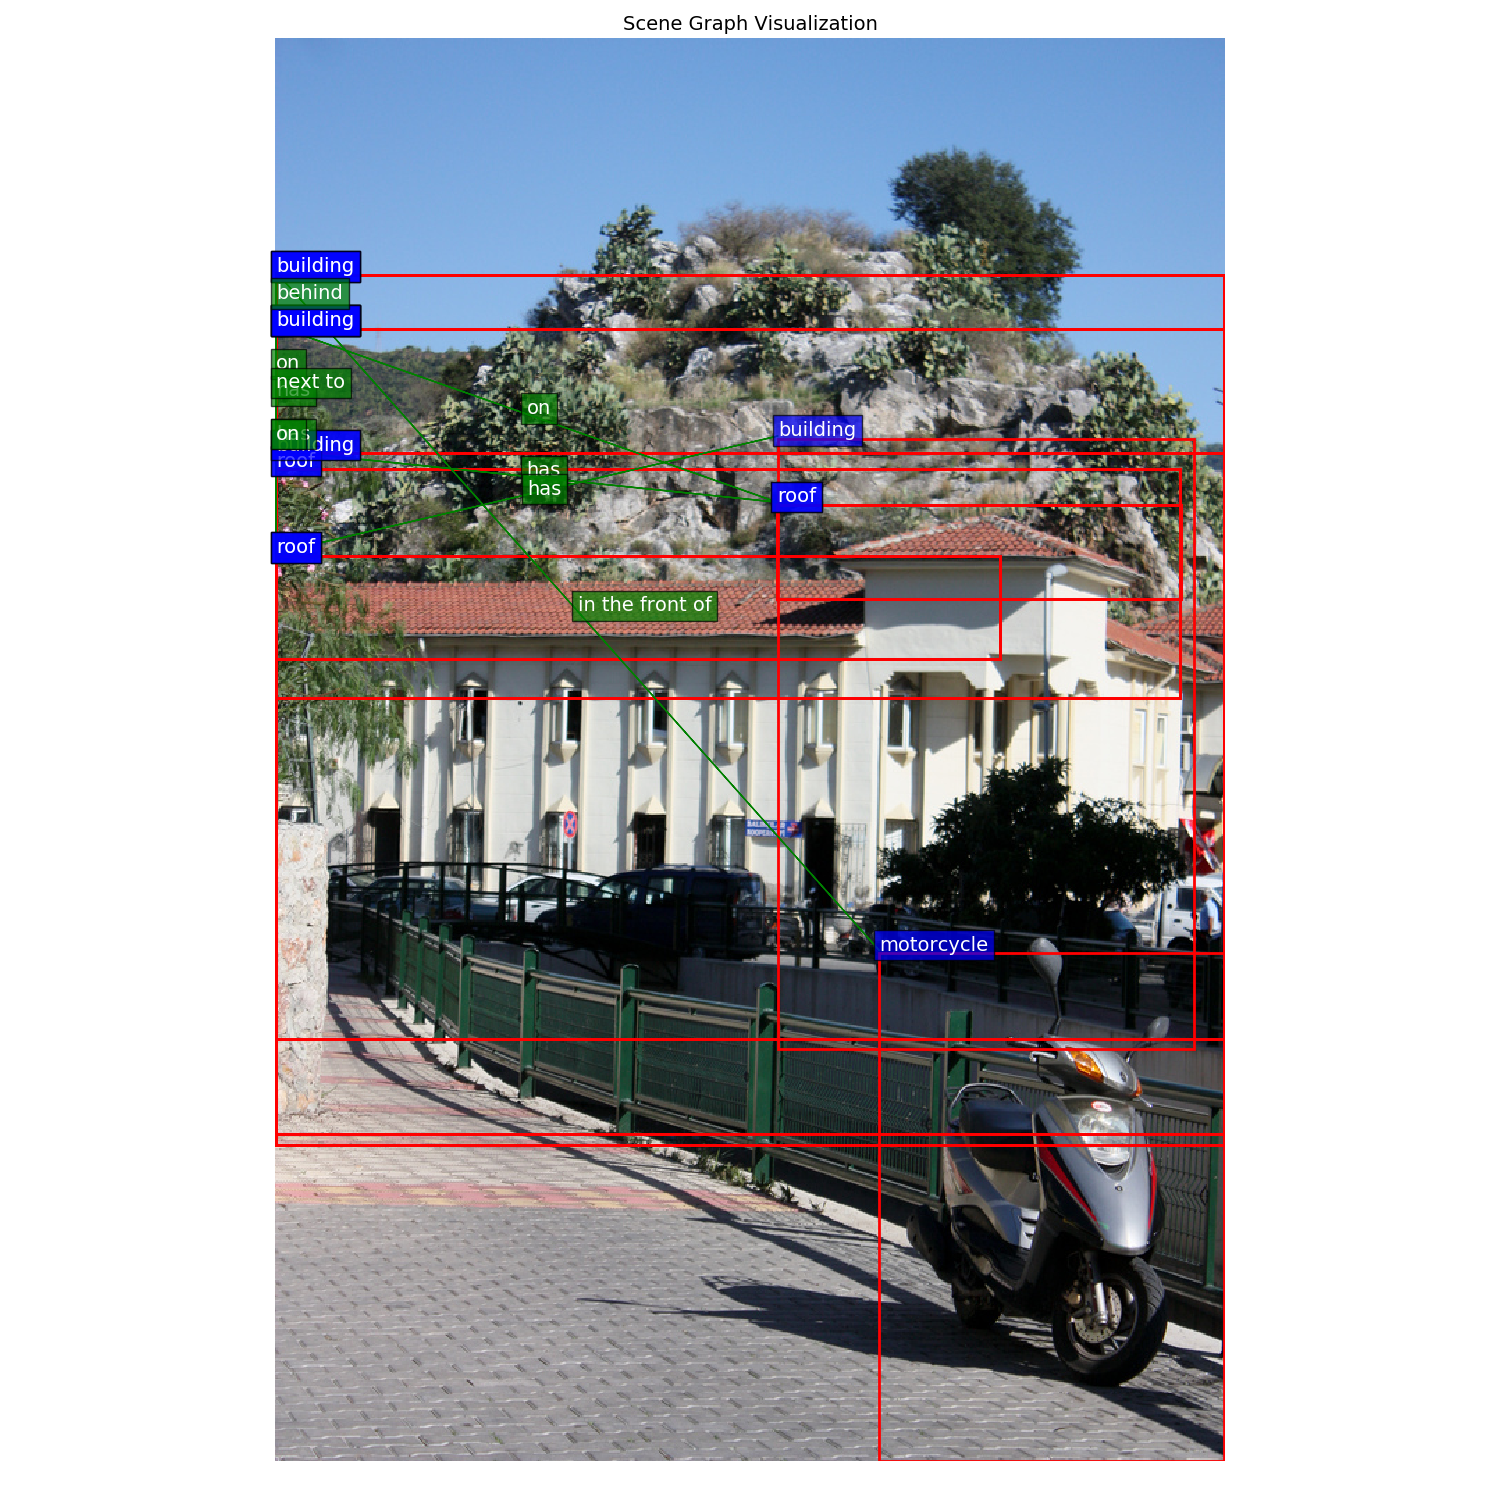 Scene Graph Visualization
building
behind
building
on
next to
has
on
building
on
building
roof
has
has
roof
roof
in the front of
motorcycle